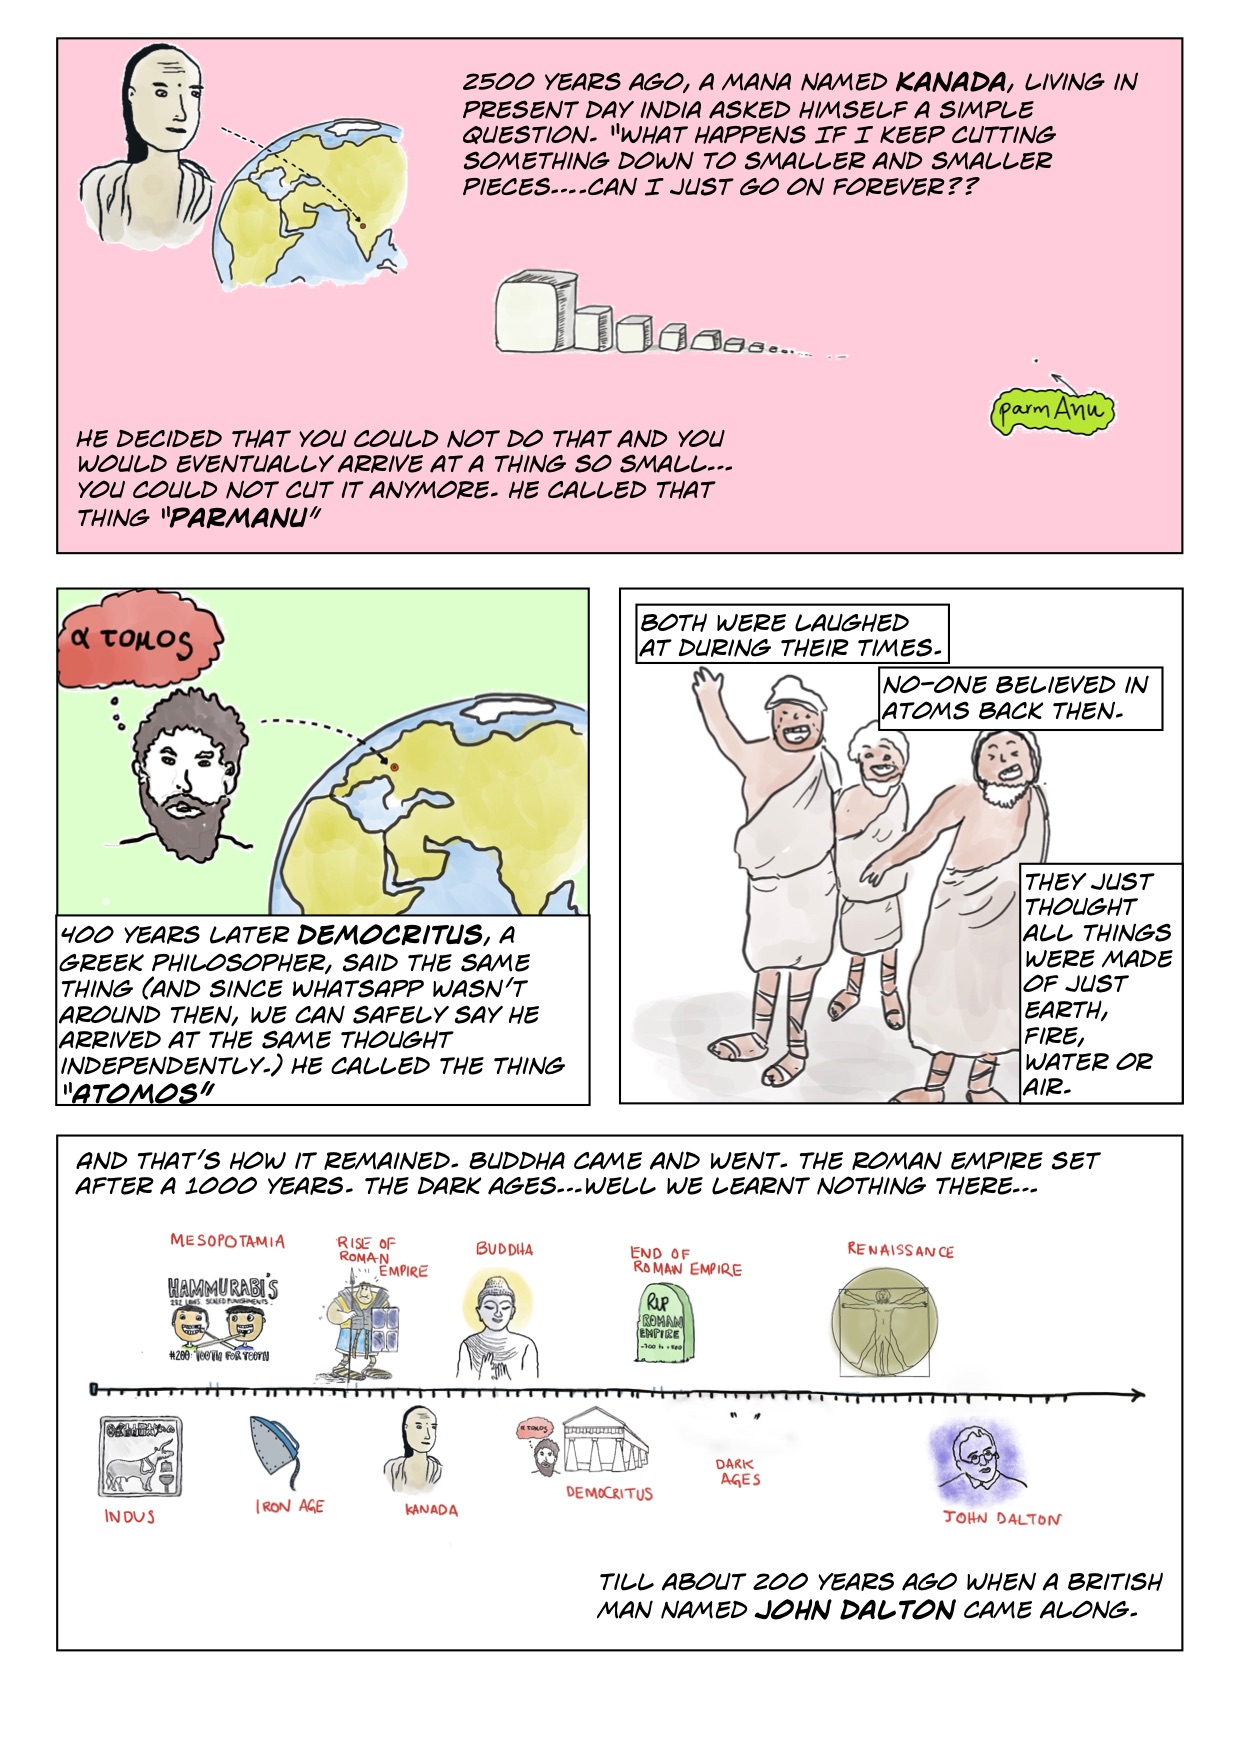 2500 YEARS AGO, A MANA NAMED KANADA, LIVING IN
PRESENT DAY INDIA ASKED HIMSELF A SIMPLE
QUESTION. "WHAT HAPPENS IF I KEEP CUTTING
SOMETHING DOWN TO SMALLER AND SMALLER
PIECES....CAN I JUST GO ON FOREVER??
parmAnu
HE DECIDED THAT YOU COULD NOT DO THAT AND YOU
WOULD EVENTUALLY ARRIVE AT A THING SO SMALL...
YOU COULD NOT CUT IT ANYMORE. HE CALLED THAT
THING "PARMANU"
α τομος
400 YEARS LATER DEMOCRITUS, A
GREEK PHILOSOPHER, SAID THE SAME
THING (AND SINCE WHATSAPP WASN'T
AROUND THEN, WE CAN SAFELY SAY HE
ARRIVED AT THE SAME THOUGHT
INDEPENDENTLY.) HE CALLED THE THING
"ATOMOS"
BOTH WERE LAUGHED
AT DURING THEIR TIMES.
NO-ONE BELIEVED IN
ATOMS BACK THEN.
THEY JUST
THOUGHT
ALL THINGS
WERE MADE
OF JUST
EARTH,
FIRE,
WATER OR
AIR.
AND THAT'S HOW IT REMAINED. BUDDHA CAME AND WENT. THE ROMAN EMPIRE SET
AFTER A 1000 YEARS. THE DARK AGES...WELL WE LEARNT NOTHING THERE...
MESOPOTAMIA
HAMMURABI'S
282 LAWS. SCALED PUNISHMENTS.
#200: TOOTH FOR TOOTH
RISE OF
ROMAN
EMPIRE
BUDDHA
END OF
ROMAN EMPIRE
RIP
ROMAN
EMPIRE
RENAISSANCE
INDUS
IRON AGE
KANADA
α τομος
DEMOCRITUS
" "
DARK
AGES
JOHN DALTON
TILL ABOUT 200 YEARS AGO WHEN A BRITISH
MAN NAMED JOHN DALTON CAME ALONG.